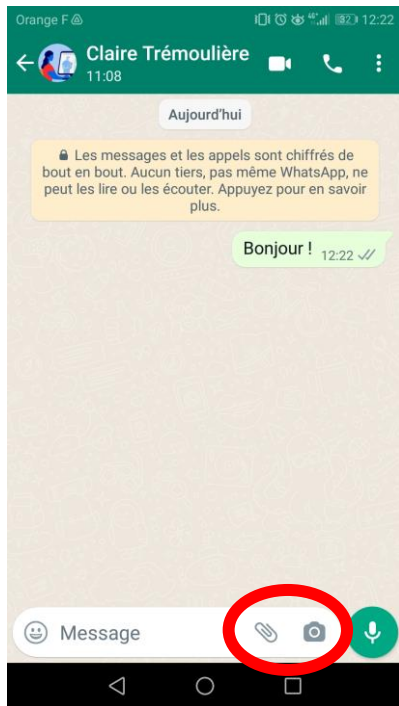 Orange F 82 12:22
Claire Trémoulière
11:08
Aujourd'hui
Les messages et les appels sont chiffrés de
bout en bout. Aucun tiers, pas même WhatsApp, ne
peut les lire ou les écouter. Appuyez pour en savoir
plus.
Bonjour ! 12:22
Message